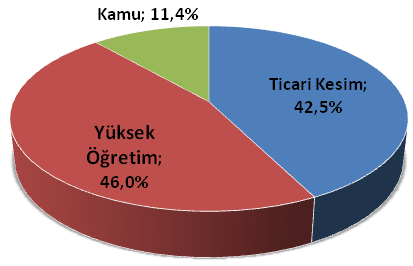 Kamu; 11,4%
Ticari Kesim;
42,5%
Yüksek
Öğretim;
46,0%